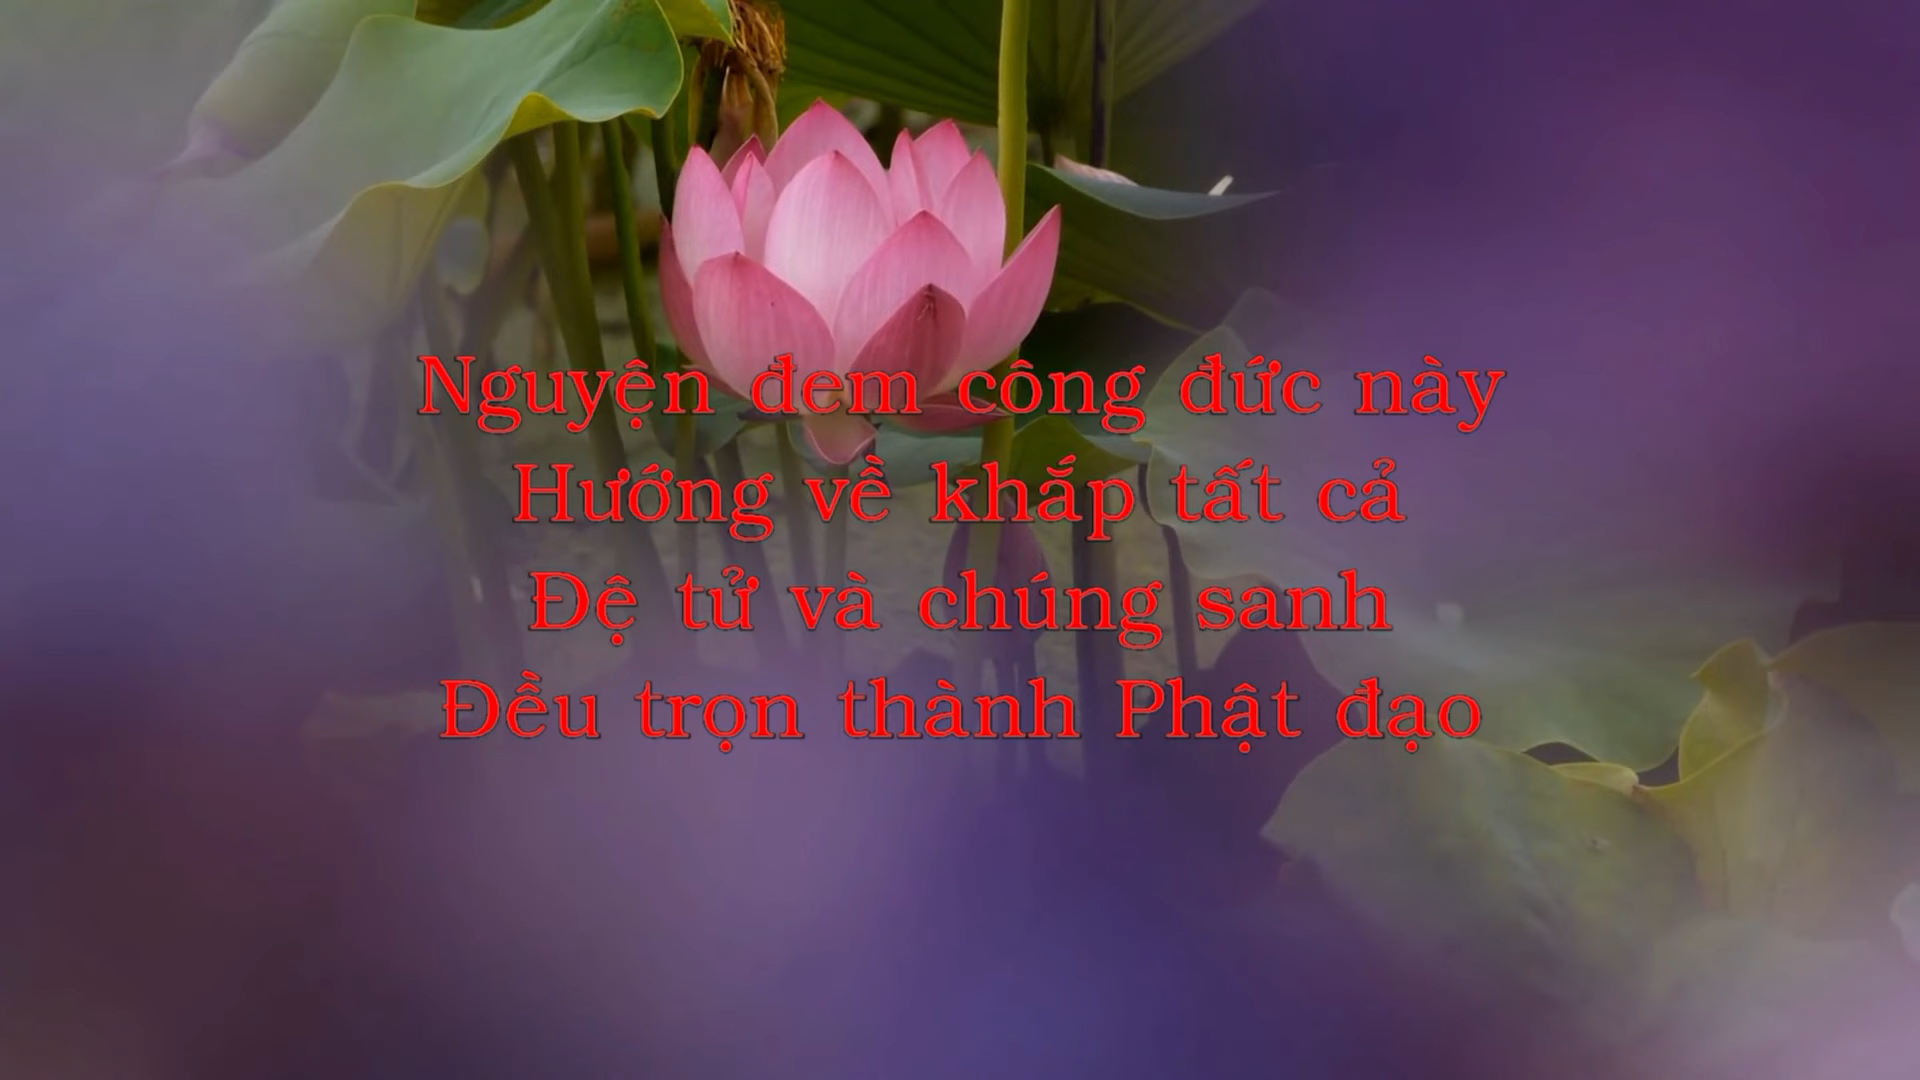 Nguyện đem công đức này
Hướng về khắp tất cả
Đệ tử và chúng sanh
Đều trọn thành Phật đạo